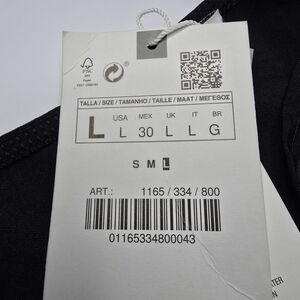 FSC
TALLA / SIZE / TAMANHO / TAILLE / MAAT / ΜΕΓΕΘΟΣ
USA MEX UK IT BR
L L 30 L L G
S M L
ART.: 1165 / 334 / 800
01165334800043